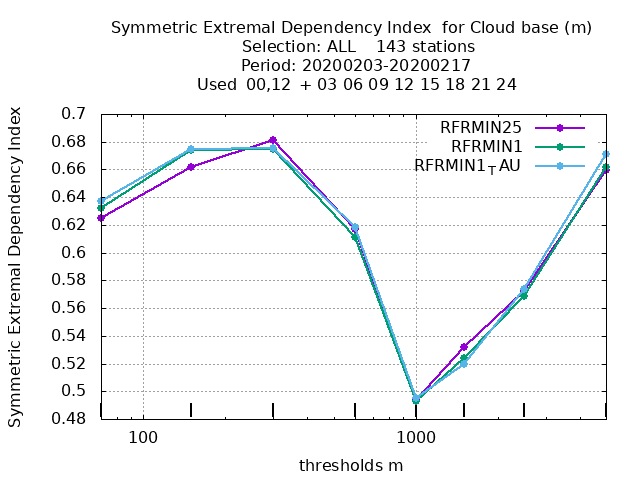 Symmetric Extremal Dependency Index  for Cloud base (m)
Selection: ALL    143 stations
Period: 20200203-20200217
Used  00,12  + 03 06 09 12 15 18 21 24
Symmetric Extremal Dependency Index
0.7
0.68
0.66
0.64
0.62
0.6
0.58
0.56
0.54
0.52
0.5
0.48
RFRMIN25
RFRMIN1
RFRMIN1TAU
100
1000
thresholds m